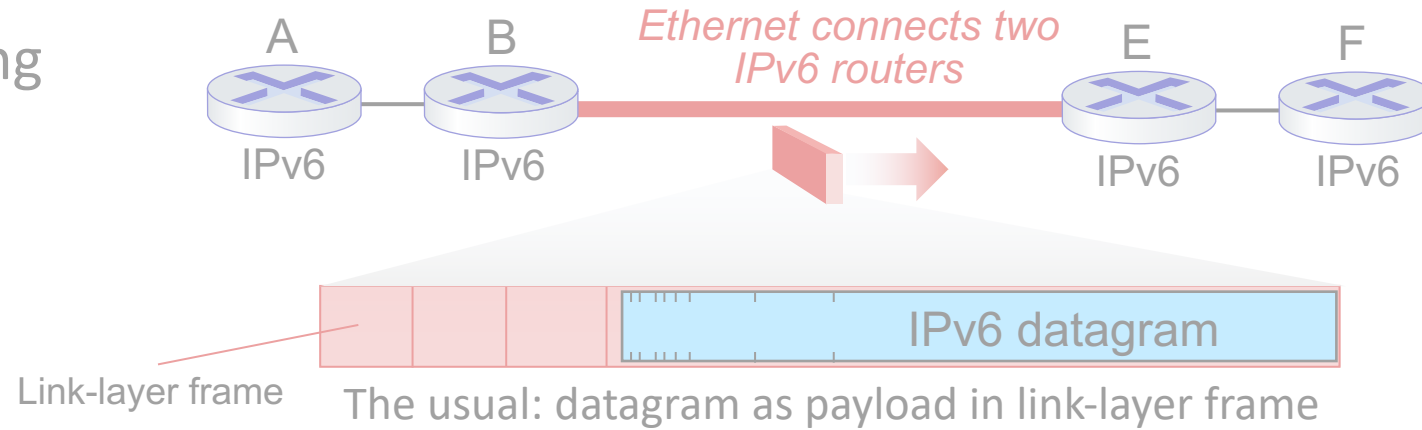 ng
A
B
Ethernet connects two
IPv6 routers
E
F
IPv6
IPv6
IPv6
IPv6
IPv6 datagram
Link-layer frame
The usual: datagram as payload in link-layer frame